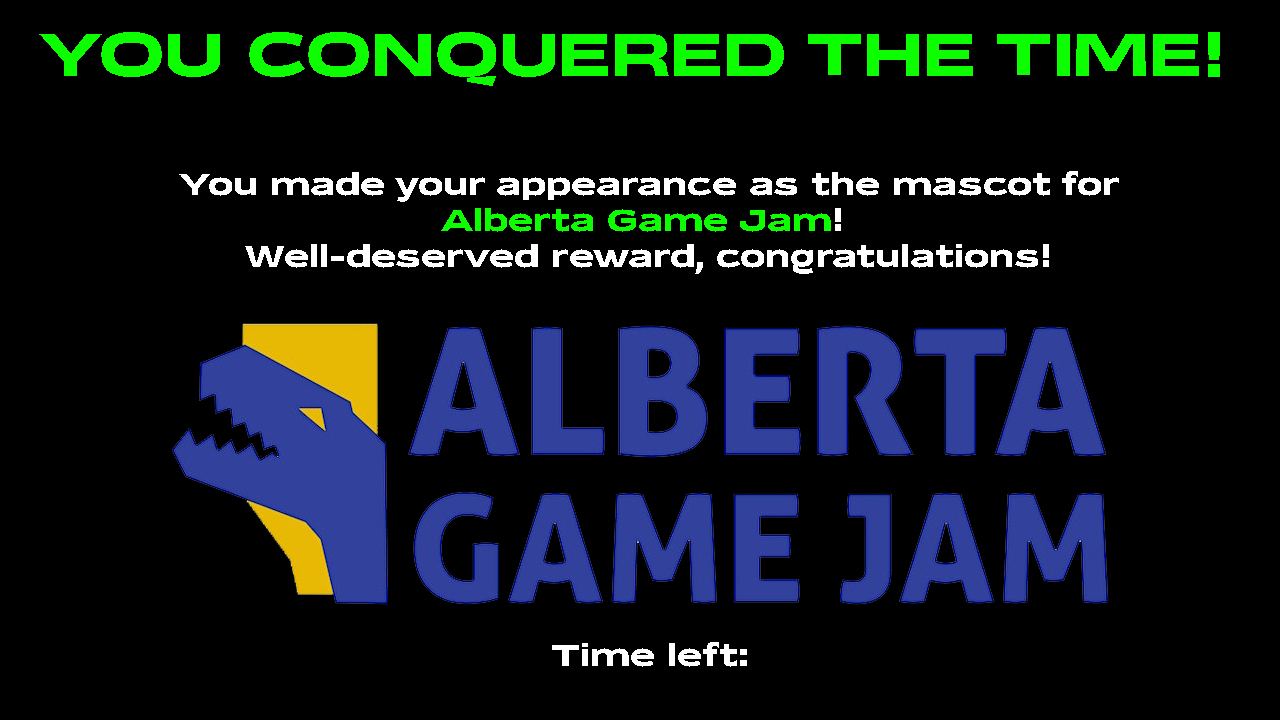 YOU CONQUERED THE TIME!
You made your appearance as the mascot for
Alberta Game Jam!
Well-deserved reward, congratulations!
ALBERTA
GAME JAM
Time left: